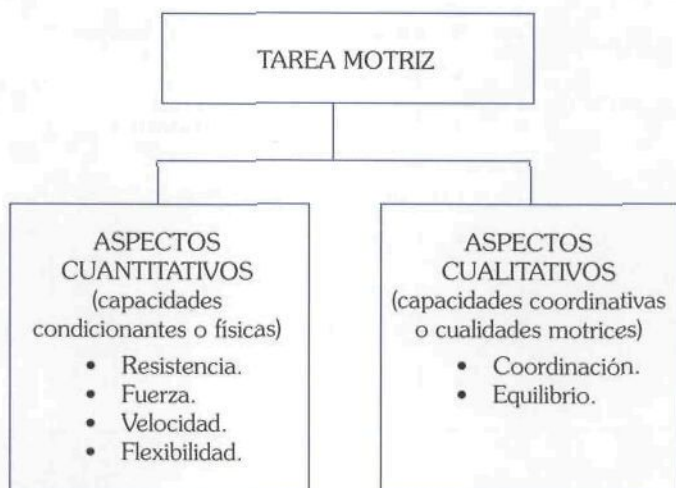 TAREA MOTRIZ
ASPECTOS
CUANTITATIVOS
(capacidades
condicionantes o físicas)
• Resistencia.
• Fuerza.
• Velocidad.
• Flexibilidad.
ASPECTOS
CUALITATIVOS
(capacidades coordinativas
o cualidades motrices)
• Coordinación.
• Equilibrio.